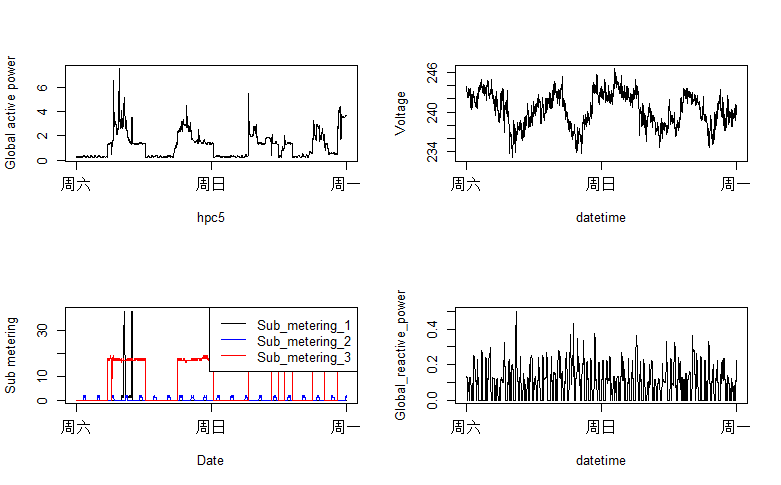 Global active power
6
4
2
0
周六
周日
周一
hpc5
Voltage
246
240
234
周六
周日
周一
datetime
Sub metering
30
10
0
Sub_metering_1
Sub_metering_2
Sub_metering_3
周六
周日
周一
Date
Global_reactive_power
0.4
0.2
0.0
周六
周日
周一
datetime